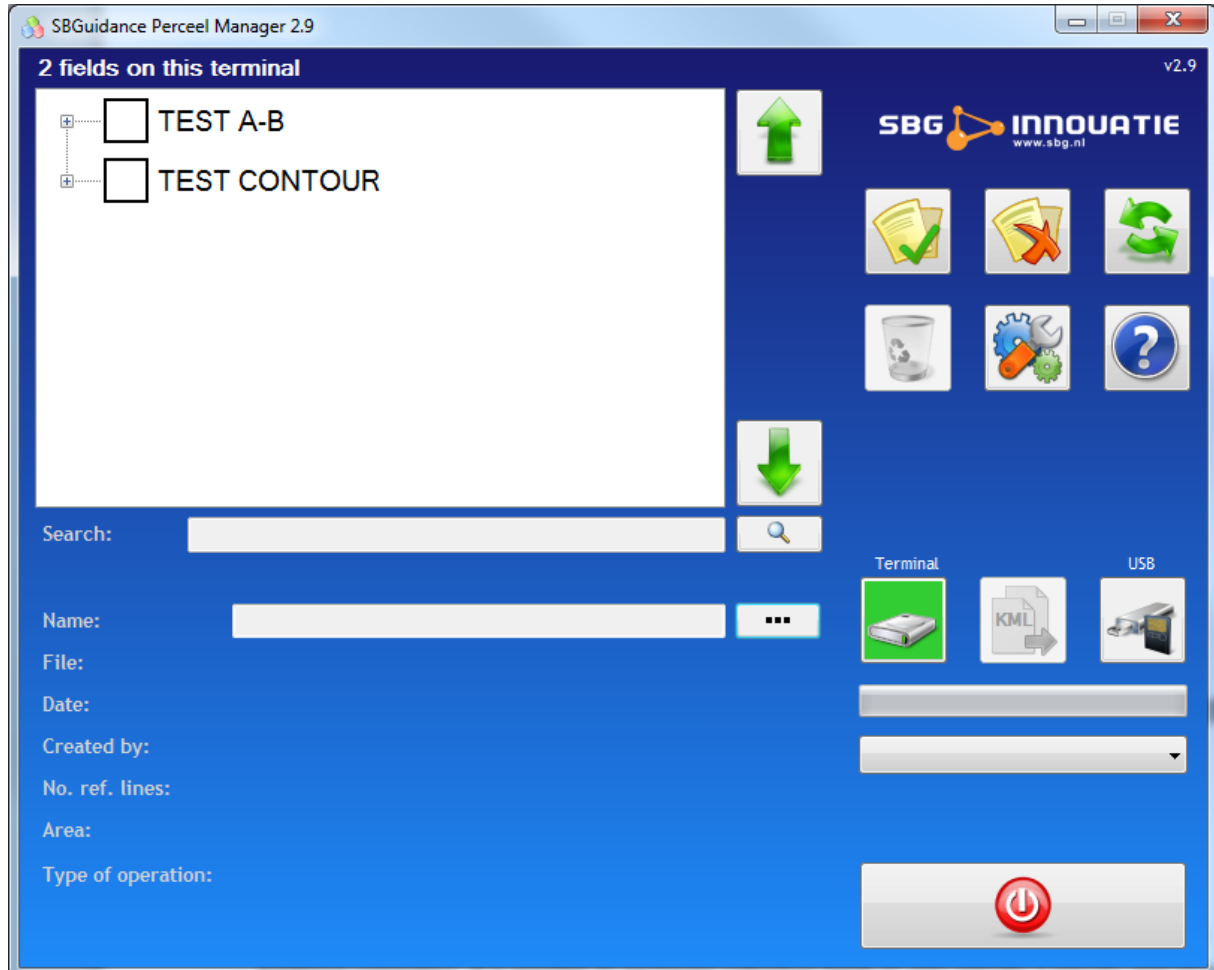 SBGuidance Perceel Manager 2.9
2 fields on this terminal
v2.9
TEST A-B
TEST CONTOUR
SBG INNOVATIE
www.sbg.nl
Search:
Terminal
USB
KML
Name:
...
File:
Date:
Created by:
No. ref. lines:
Area:
Type of operation: